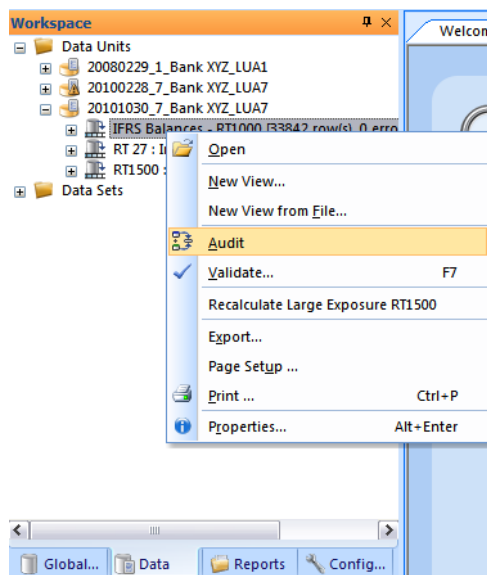 Workspace
Welcom
Data Units
20080229_1_Bank XYZ_LUA1
20100228_7_Bank XYZ_LUA7
20101030_7_Bank XYZ_LUA7
IFRS Balances - RT1000 [33842 row(s), 0 erro
RT 27 : I
RT1500 :
Data Sets
Open
New View...
New View from File...
Audit
Validate... F7
Recalculate Large Exposure RT1500
Export...
Page Setup ...
Print ... Ctrl+P
Properties... Alt+Enter
Global... Data Reports Config...